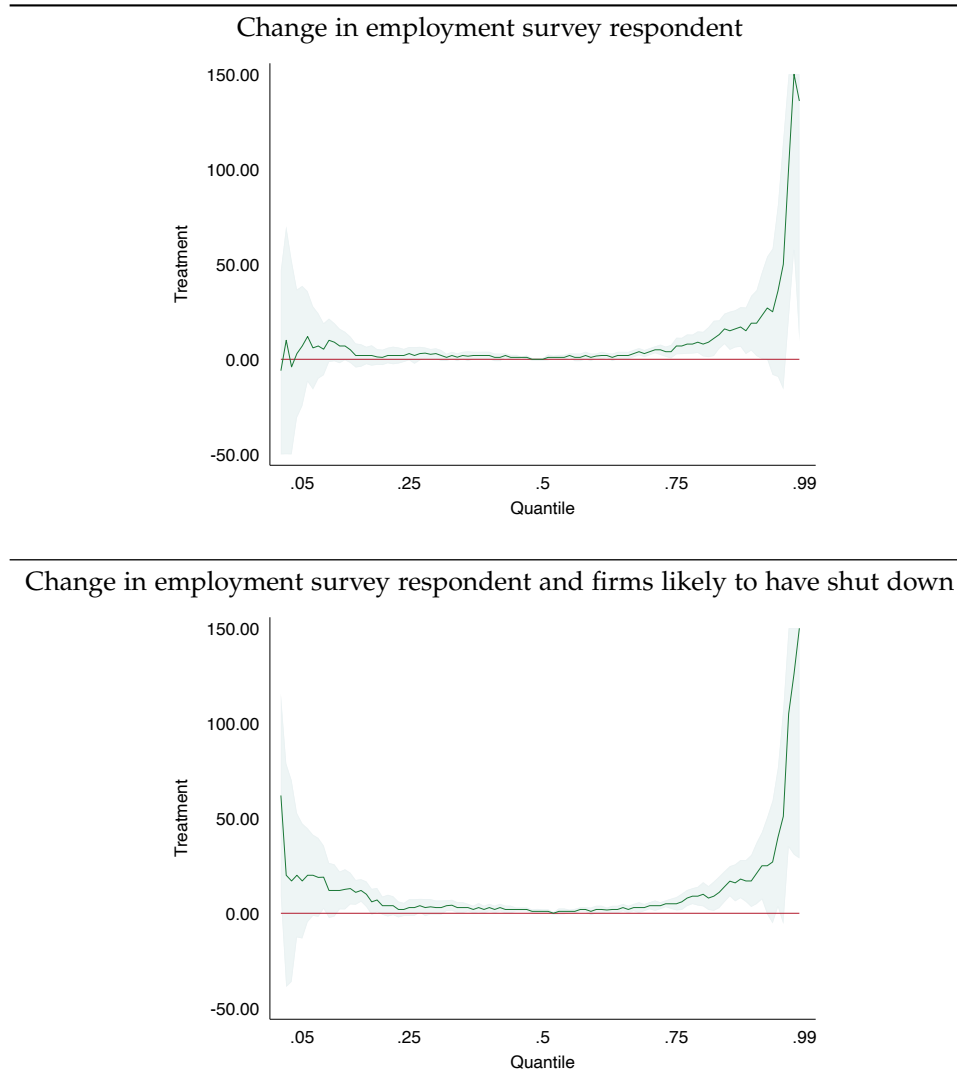 Change in employment survey respondent
150.00
100.00
50.00
0.00
-50.00
Treatment
.05 .25 .5 .75 .99
Quantile
Change in employment survey respondent and firms likely to have shut down
150.00
100.00
50.00
0.00
-50.00
Treatment
.05 .25 .5 .75 .99
Quantile